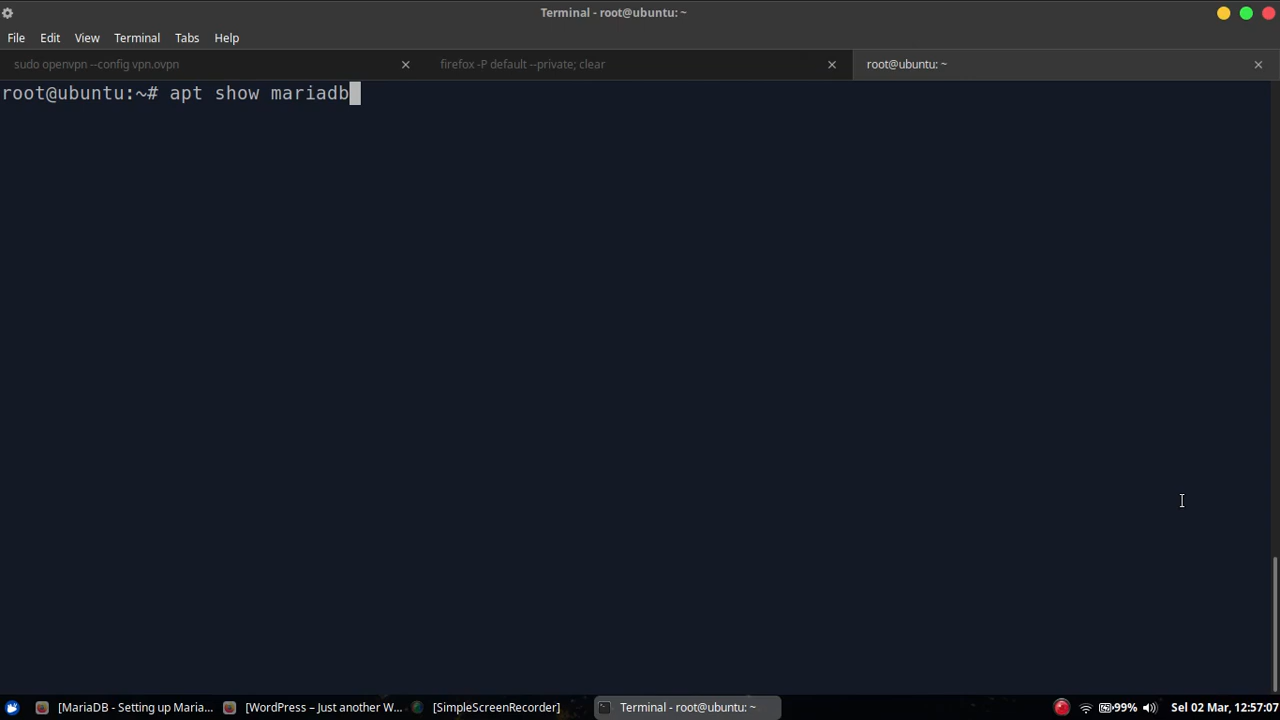 Terminal - root@ubuntu: ~
File Edit View Terminal Tabs Help
sudo openvpn --config vpn.ovpn
firefox -P default --private; clear
root@ubuntu: ~
root@ubuntu:~# apt show mariadb
[MariaDB - Setting up Maria...
[WordPress – Just another W...
[SimpleScreenRecorder]
Terminal - root@ubuntu: ~
99%
Sel 02 Mar, 12:57:07